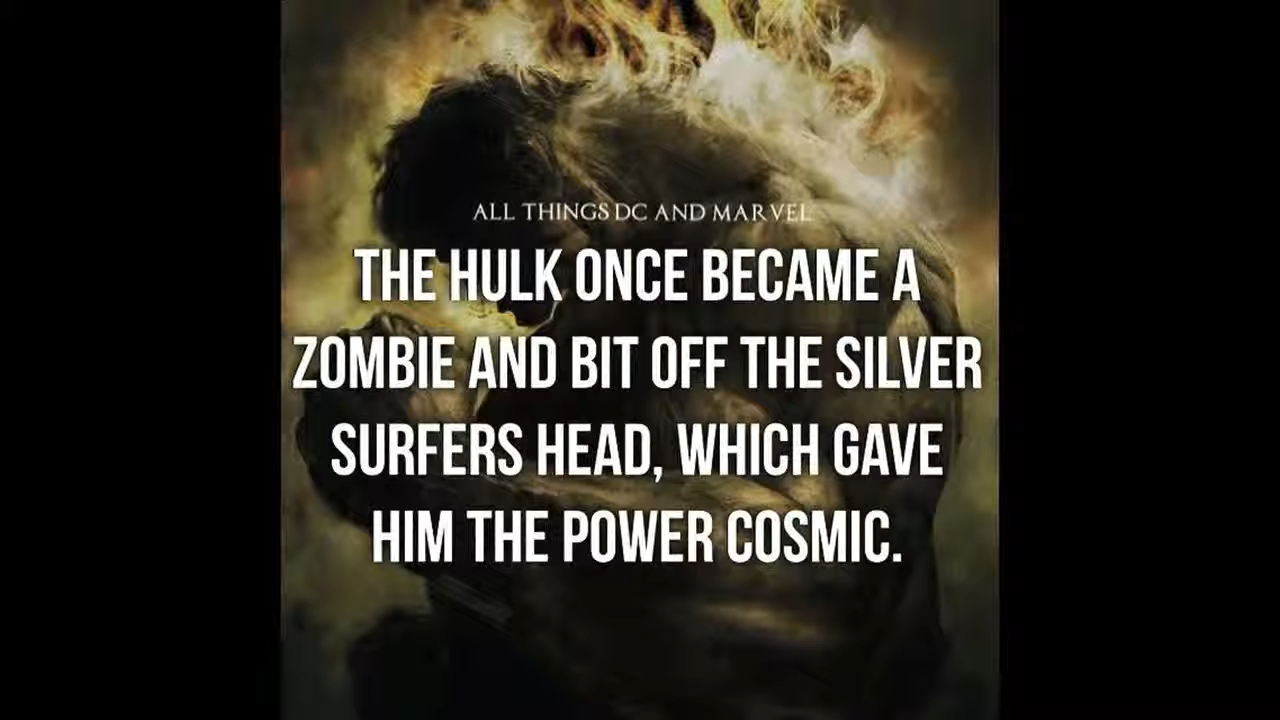 ALL THINGS DC AND MARVEL
THE HULK ONCE BECAME A
ZOMBIE AND BIT OFF THE SILVER
SURFERS HEAD, WHICH GAVE
HIM THE POWER COSMIC.